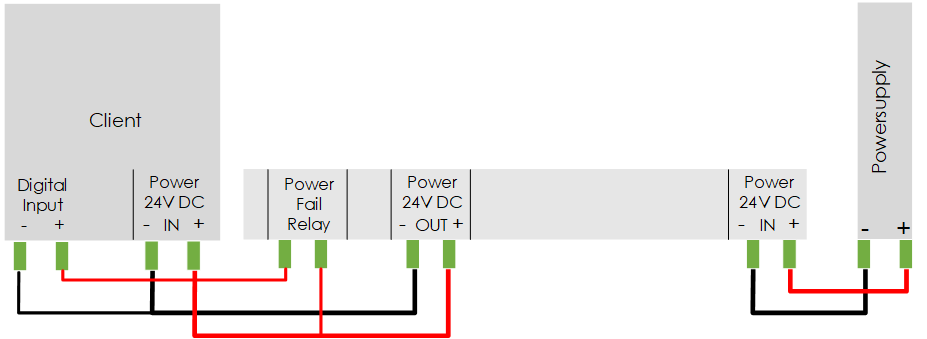 Client
Powersupply
Digital
Input
- +
Power
24V DC
- IN +
Power
Fail
Relay
Power
24V DC
- OUT +
Power
24V DC
- IN +
- +